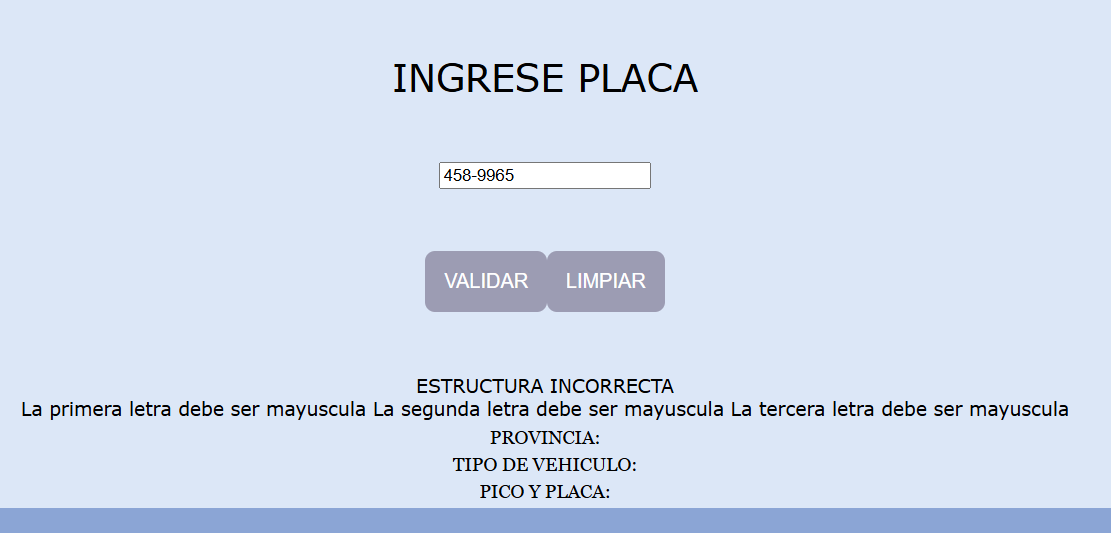 INGRESE PLACA
458-9965
VALIDAR LIMPIAR
ESTRUCTURA INCORRECTA
La primera letra debe ser mayuscula La segunda letra debe ser mayuscula La tercera letra debe ser mayuscula
PROVINCIA:
TIPO DE VEHICULO:
PICO Y PLACA: